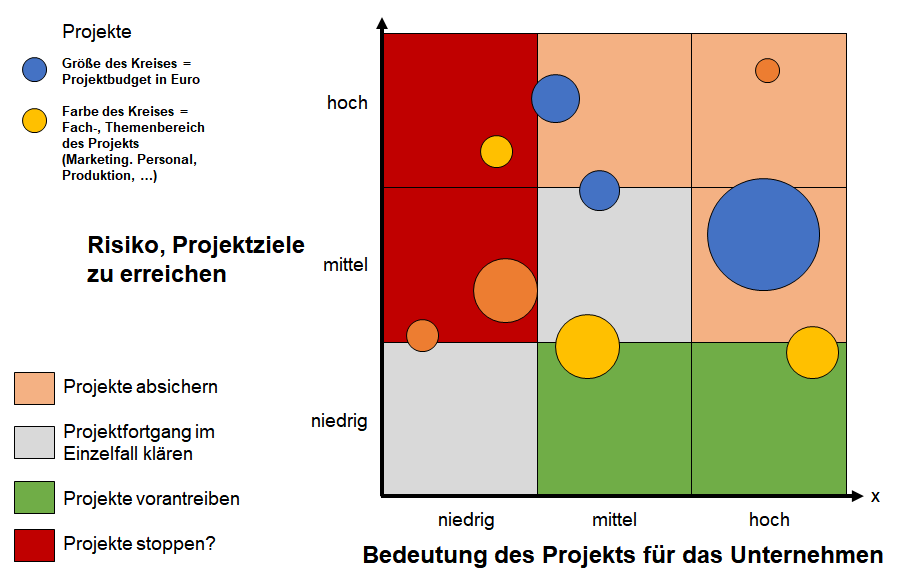 Projekte
Größe des Kreises =
Projektbudget in Euro
Farbe des Kreises =
Fach-, Themenbereich
des Projekts
(Marketing. Personal,
Produktion, …)
Risiko, Projektziele
zu erreichen
hoch
mittel
niedrig
Projekte absichern
Projektfortgang im
Einzelfall klären
Projekte vorantreiben
Projekte stoppen?
x
niedrig
mittel
hoch
Bedeutung des Projekts für das Unternehmen